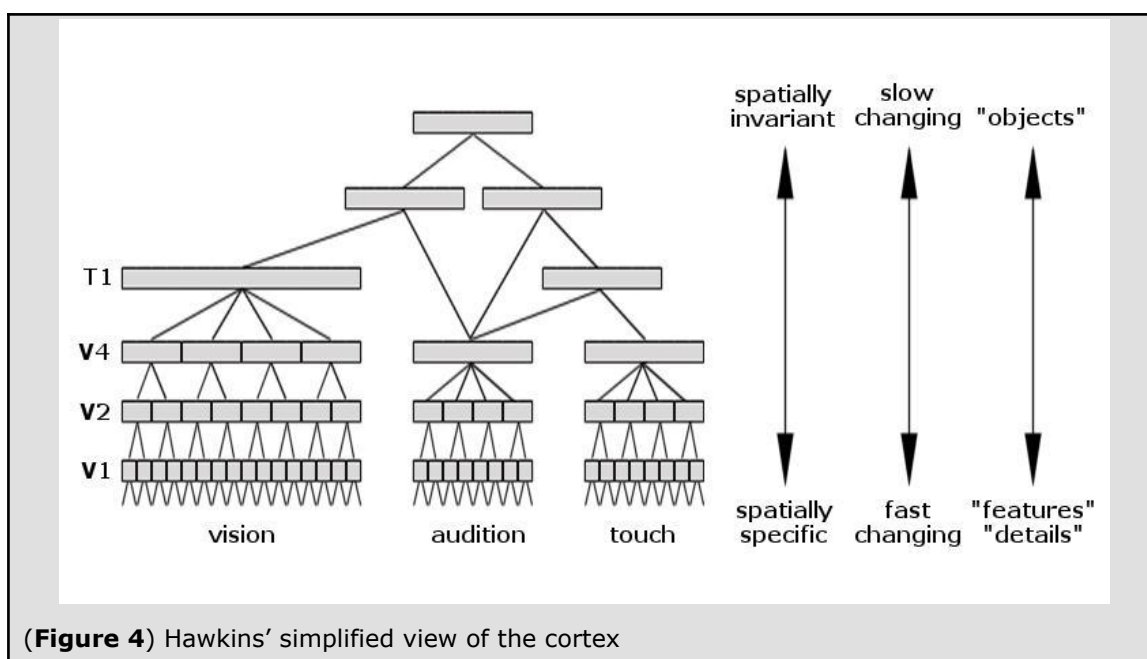 spatially slow
invariant changing "objects"
T1
V4
V2
V1
vision audition touch
spatially fast "features"
specific changing "details"
(Figure 4) Hawkins’ simplified view of the cortex